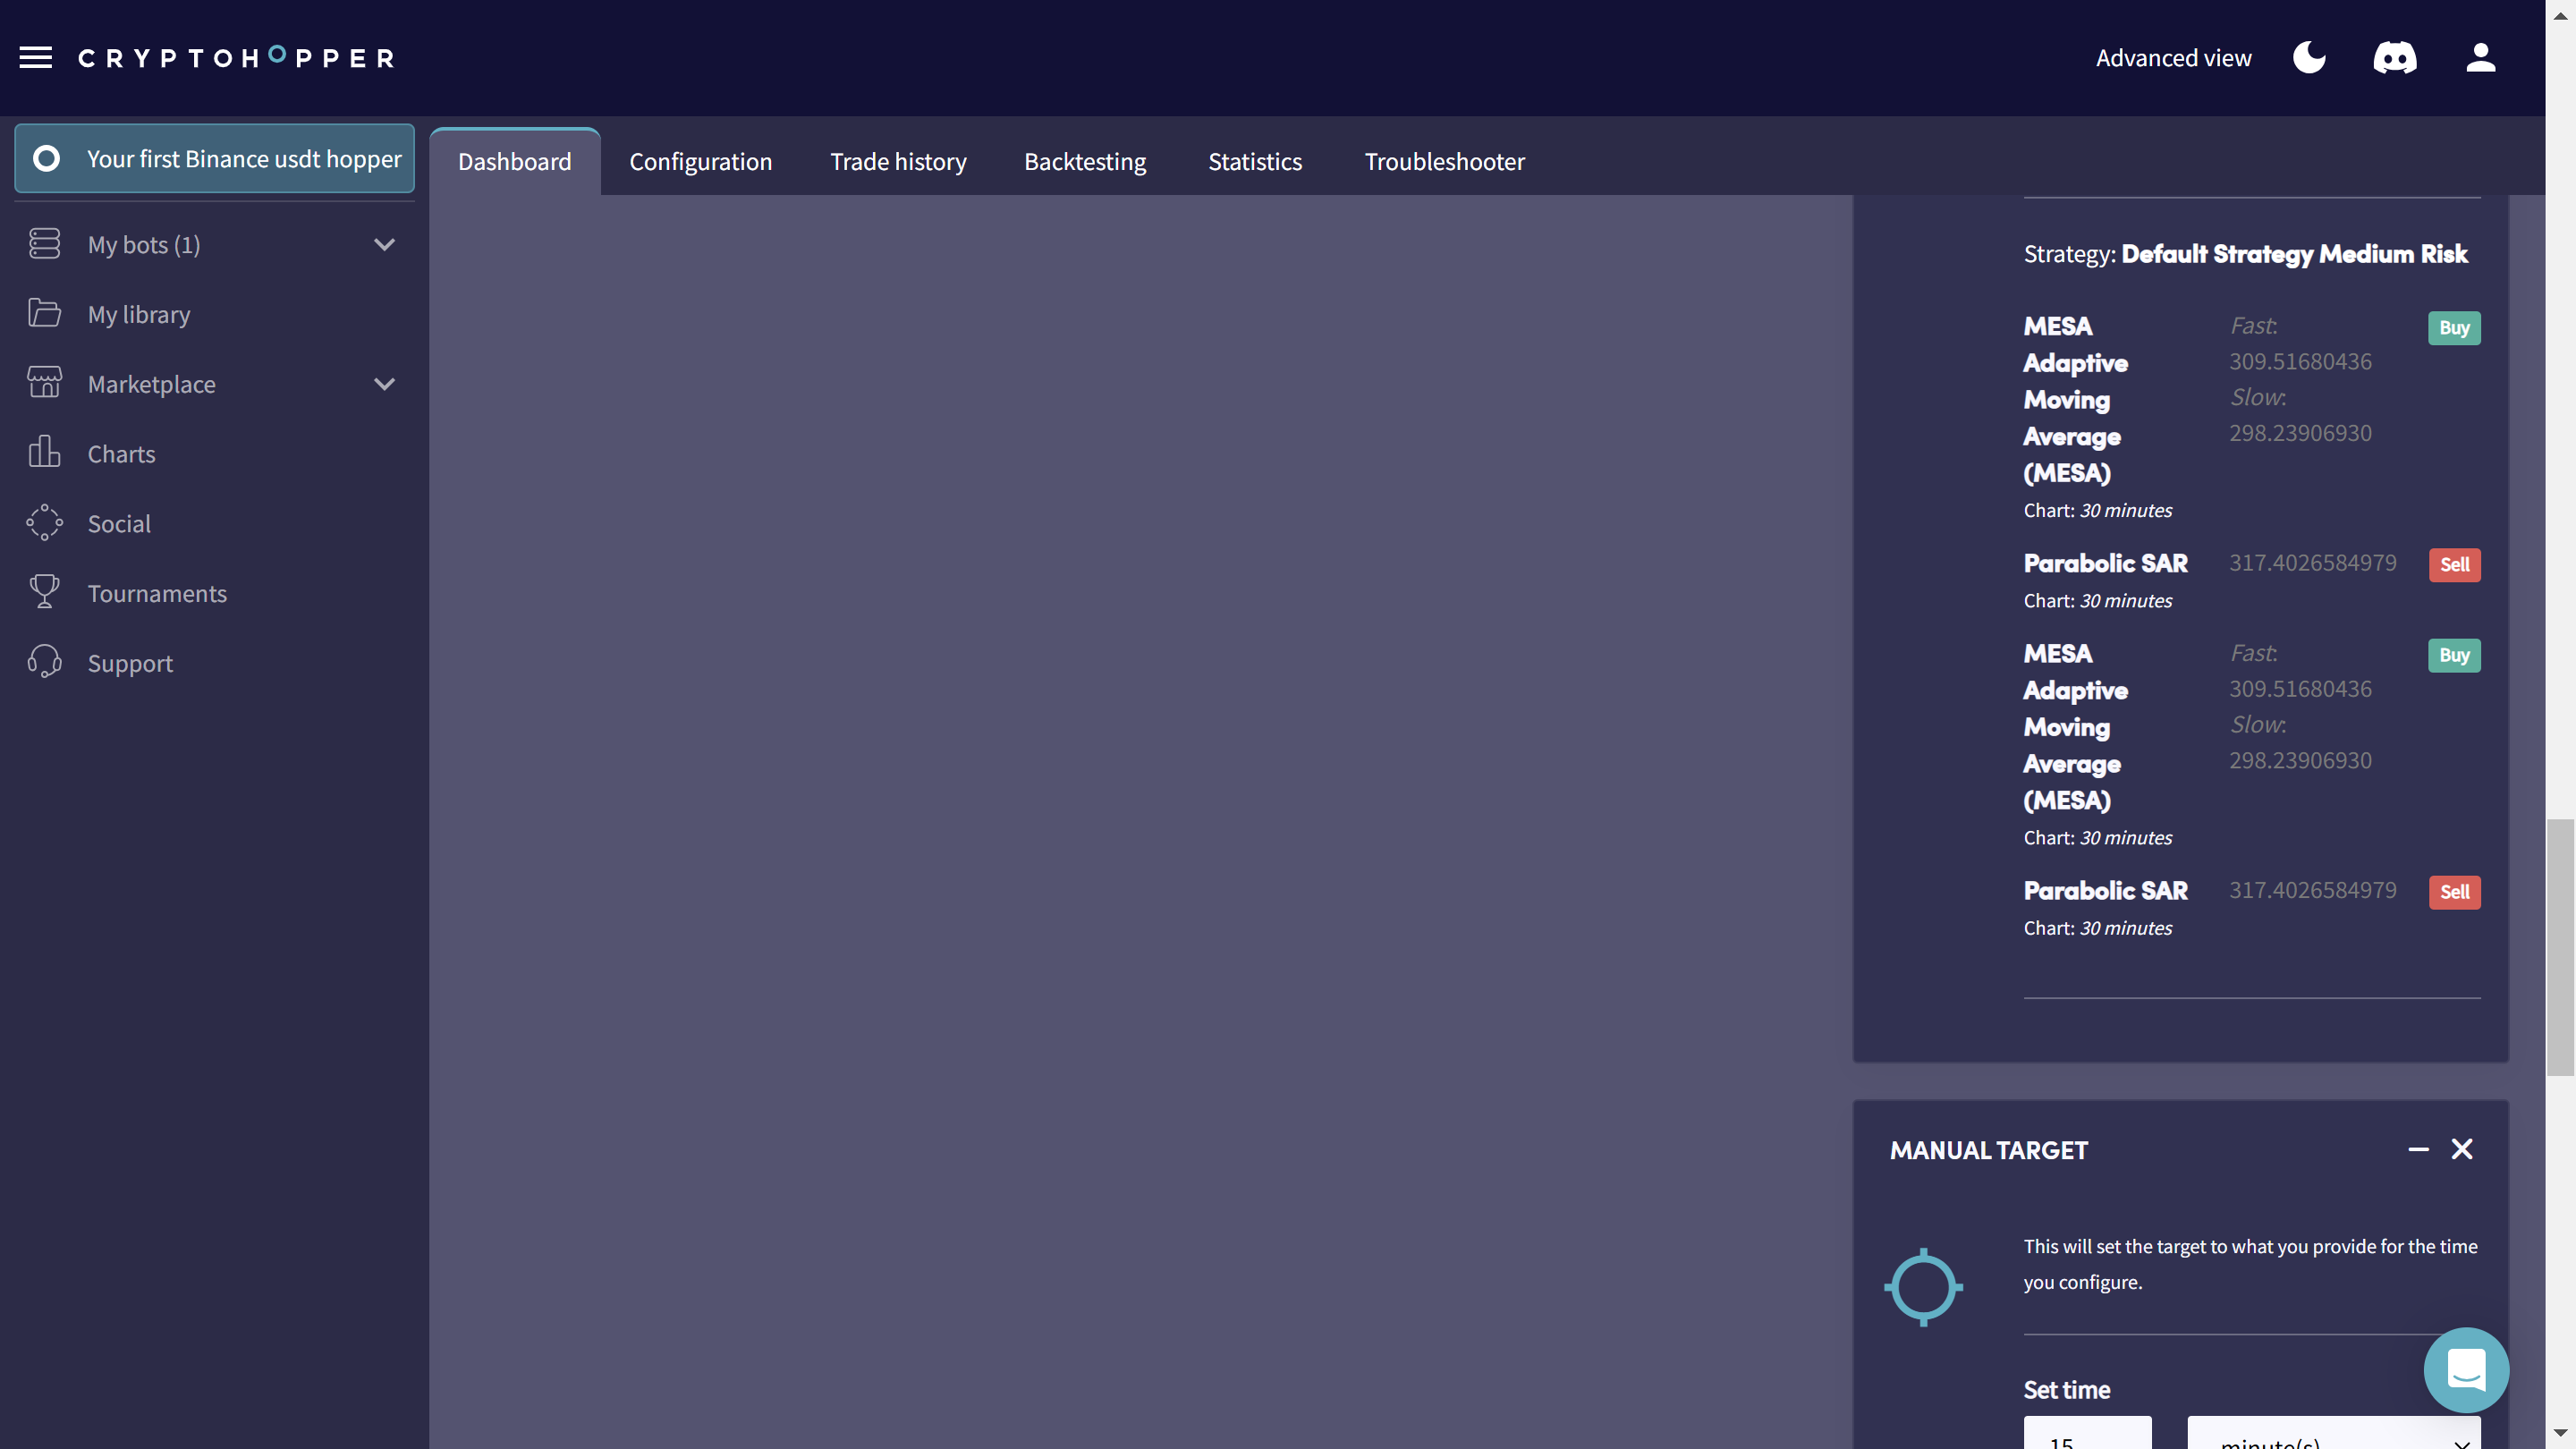 CRYPTOHOPPER
Advanced view
Your first Binance usdt hopper
Dashboard
Configuration
Trade history
Backtesting
Statistics
Troubleshooter
My bots (1)
My library
Marketplace
Charts
Social
Tournaments
Support
Strategy: Default Strategy Medium Risk
MESA
Adaptive
Moving
Average
(MESA)
Fast:
309.51680436
Slow:
298.23906930
Buy
Chart: 30 minutes
Parabolic SAR
317.4026584979
Sell
Chart: 30 minutes
MESA
Adaptive
Moving
Average
(MESA)
Fast:
309.51680436
Slow:
298.23906930
Buy
Chart: 30 minutes
Parabolic SAR
317.4026584979
Sell
Chart: 30 minutes
MANUAL TARGET
This will set the target to what you provide for the time
you configure.
Set time
15
minute(s)